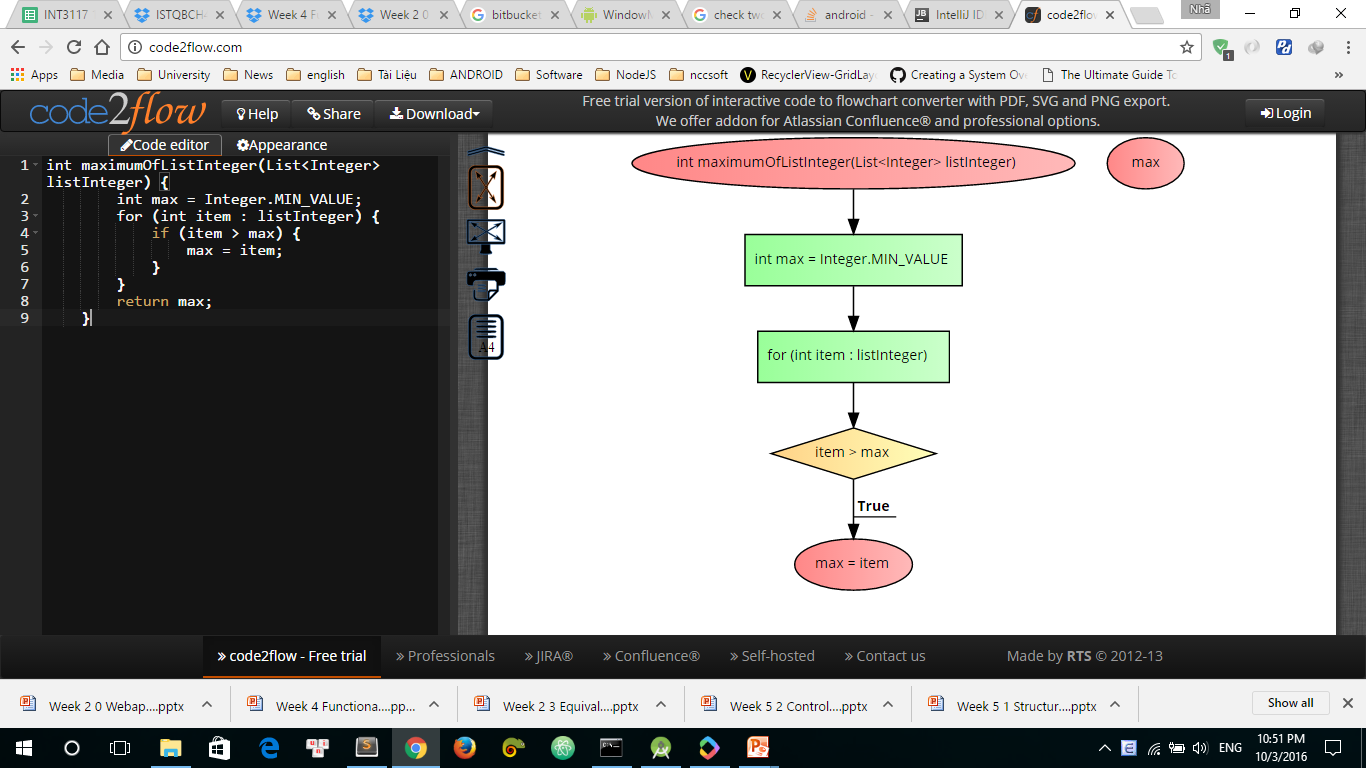 INT3117
ISTQBCH-
Week 4 F
Week 2 0
bitbucket
Window
check two
android -
IntelliJ ID
code2flow
Nhã
code2flow.com
1
Apps
Media
University
News
english
Tài Liệu
ANDROID
Software
NodeJS
nccsoft
RecyclerView-GridLay
Creating a System Ov
The Ultimate Guide To
»
code2flow
Help
Share
Download
Free trial version of interactive code to flowchart converter with PDF, SVG and PNG export.
We offer addon for Atlassian Confluence® and professional options.
Login
Code editor
Appearance
1 int maximumOfListInteger(List<Integer>
listInteger) {
2 int max = Integer.MIN_VALUE;
3 for (int item : listInteger) {
4 if (item > max) {
5 max = item;
6 }
7 }
8 return max;
9 }
A4
int maximumOfListInteger(List<Integer> listInteger)
max
int max = Integer.MIN_VALUE
for (int item : listInteger)
item > max
True
max = item
» code2flow - Free trial
» Professionals
» JIRA®
» Confluence®
» Self-hosted
» Contact us
Made by RTS © 2012-13
Week 2 0 Webap....pptx
Week 4 Functiona....pp...
Week 2 3 Equival....pptx
Week 5 2 Control....pptx
Week 5 1 Structur....pptx
Show all
ENG
10:51 PM
10/3/2016